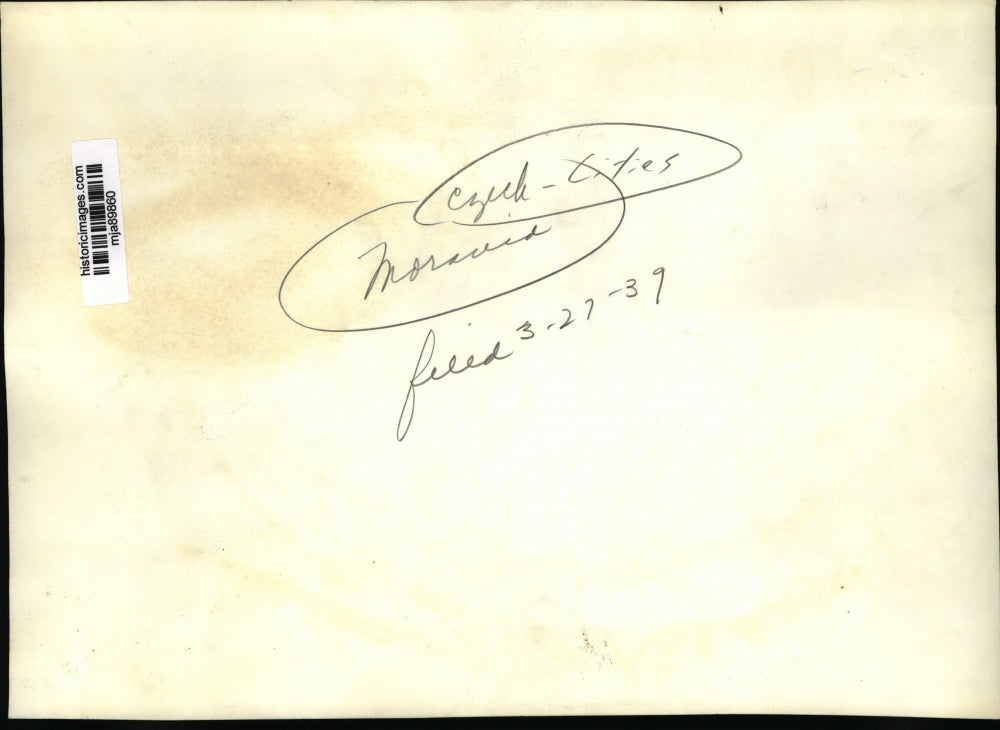 historicimages.com
mja89860
Czech - Cities
Moravia
filed 3-27-39